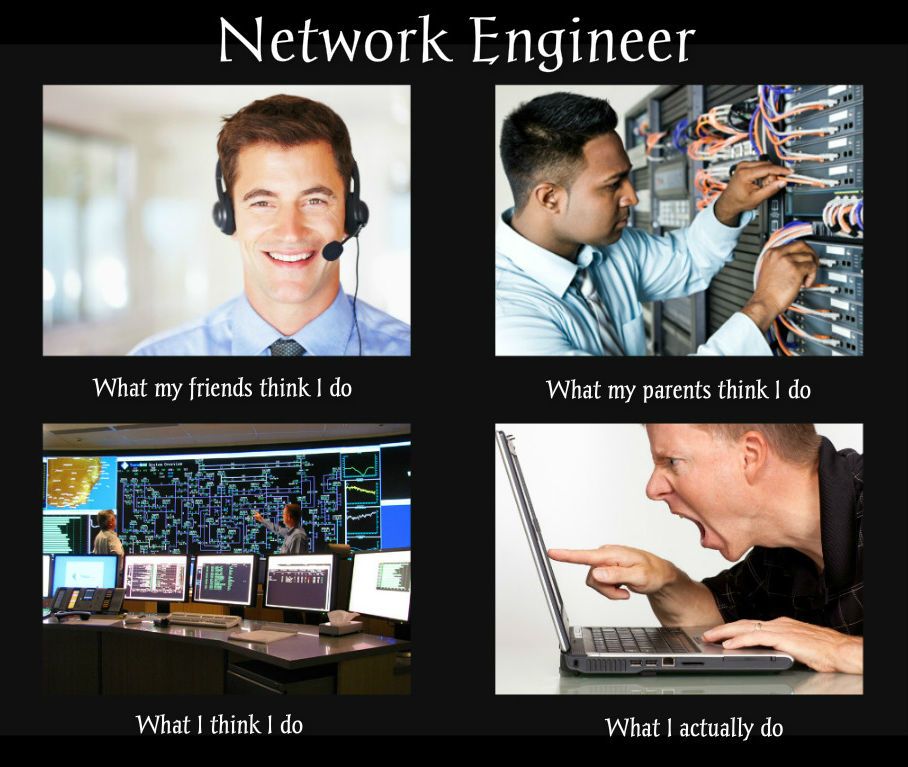 Network Engineer
What my friends think I do
What my parents think I do
What I think I do
What I actually do